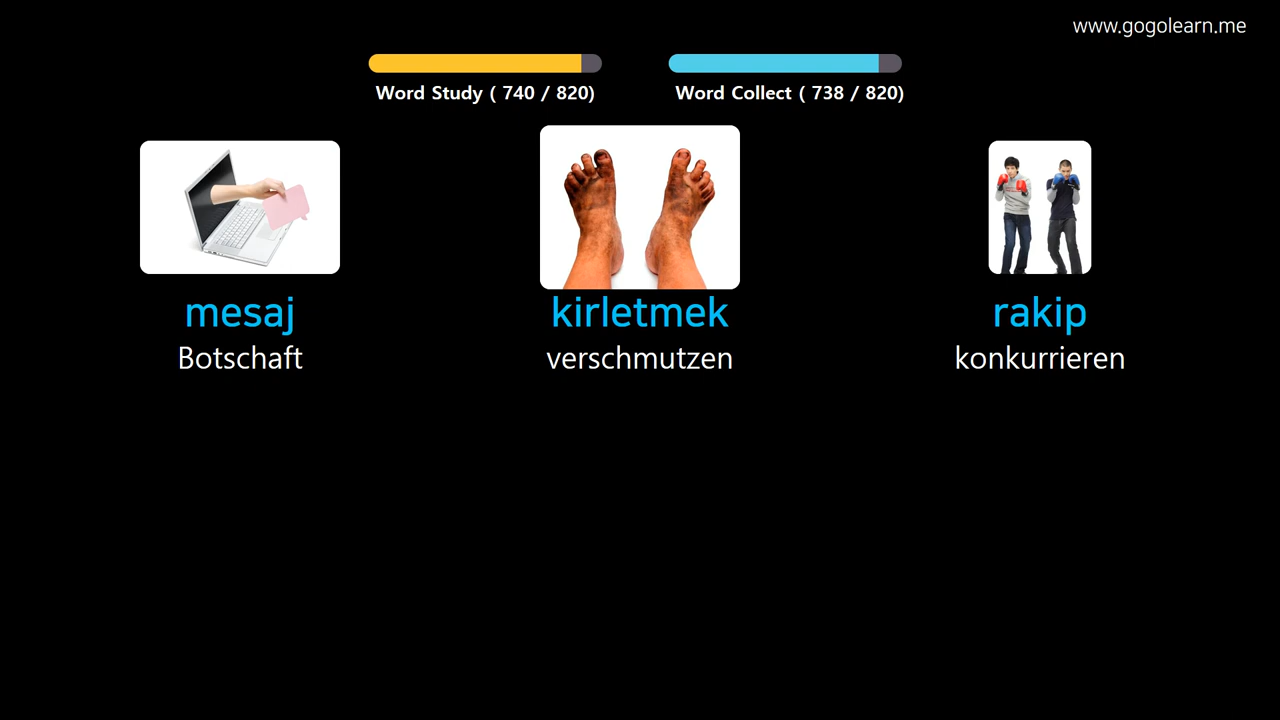 www.gogolearn.me
Word Study ( 740 / 820)
Word Collect ( 738 / 820)
mesaj
kirletmek
rakip
Botschaft
verschmutzen
konkurrieren